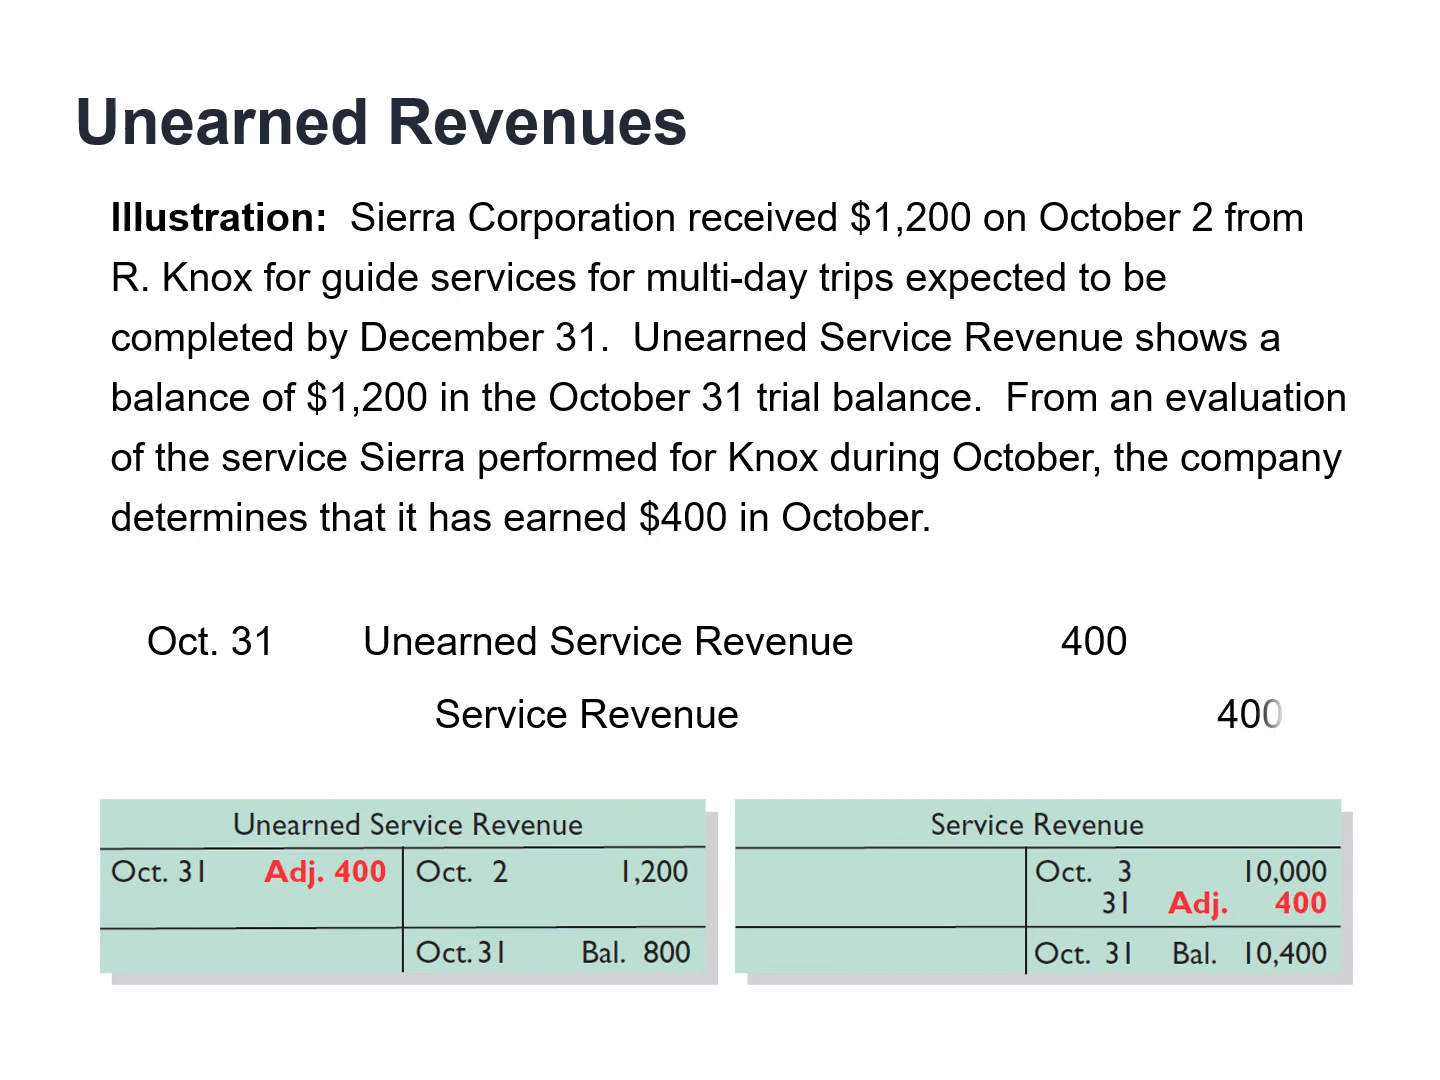 Unearned Revenues
Illustration: Sierra Corporation received $1,200 on October 2 from
R. Knox for guide services for multi-day trips expected to be
completed by December 31. Unearned Service Revenue shows a
balance of $1,200 in the October 31 trial balance. From an evaluation
of the service Sierra performed for Knox during October, the company
determines that it has earned $400 in October.
Oct. 31 Unearned Service Revenue 400
Service Revenue 400
Unearned Service Revenue
Oct. 31 Adj. 400 Oct. 2 1,200
Oct. 31 Bal. 800
Service Revenue
Oct. 3 10,000
31 Adj. 400
Oct. 31 Bal. 10,400